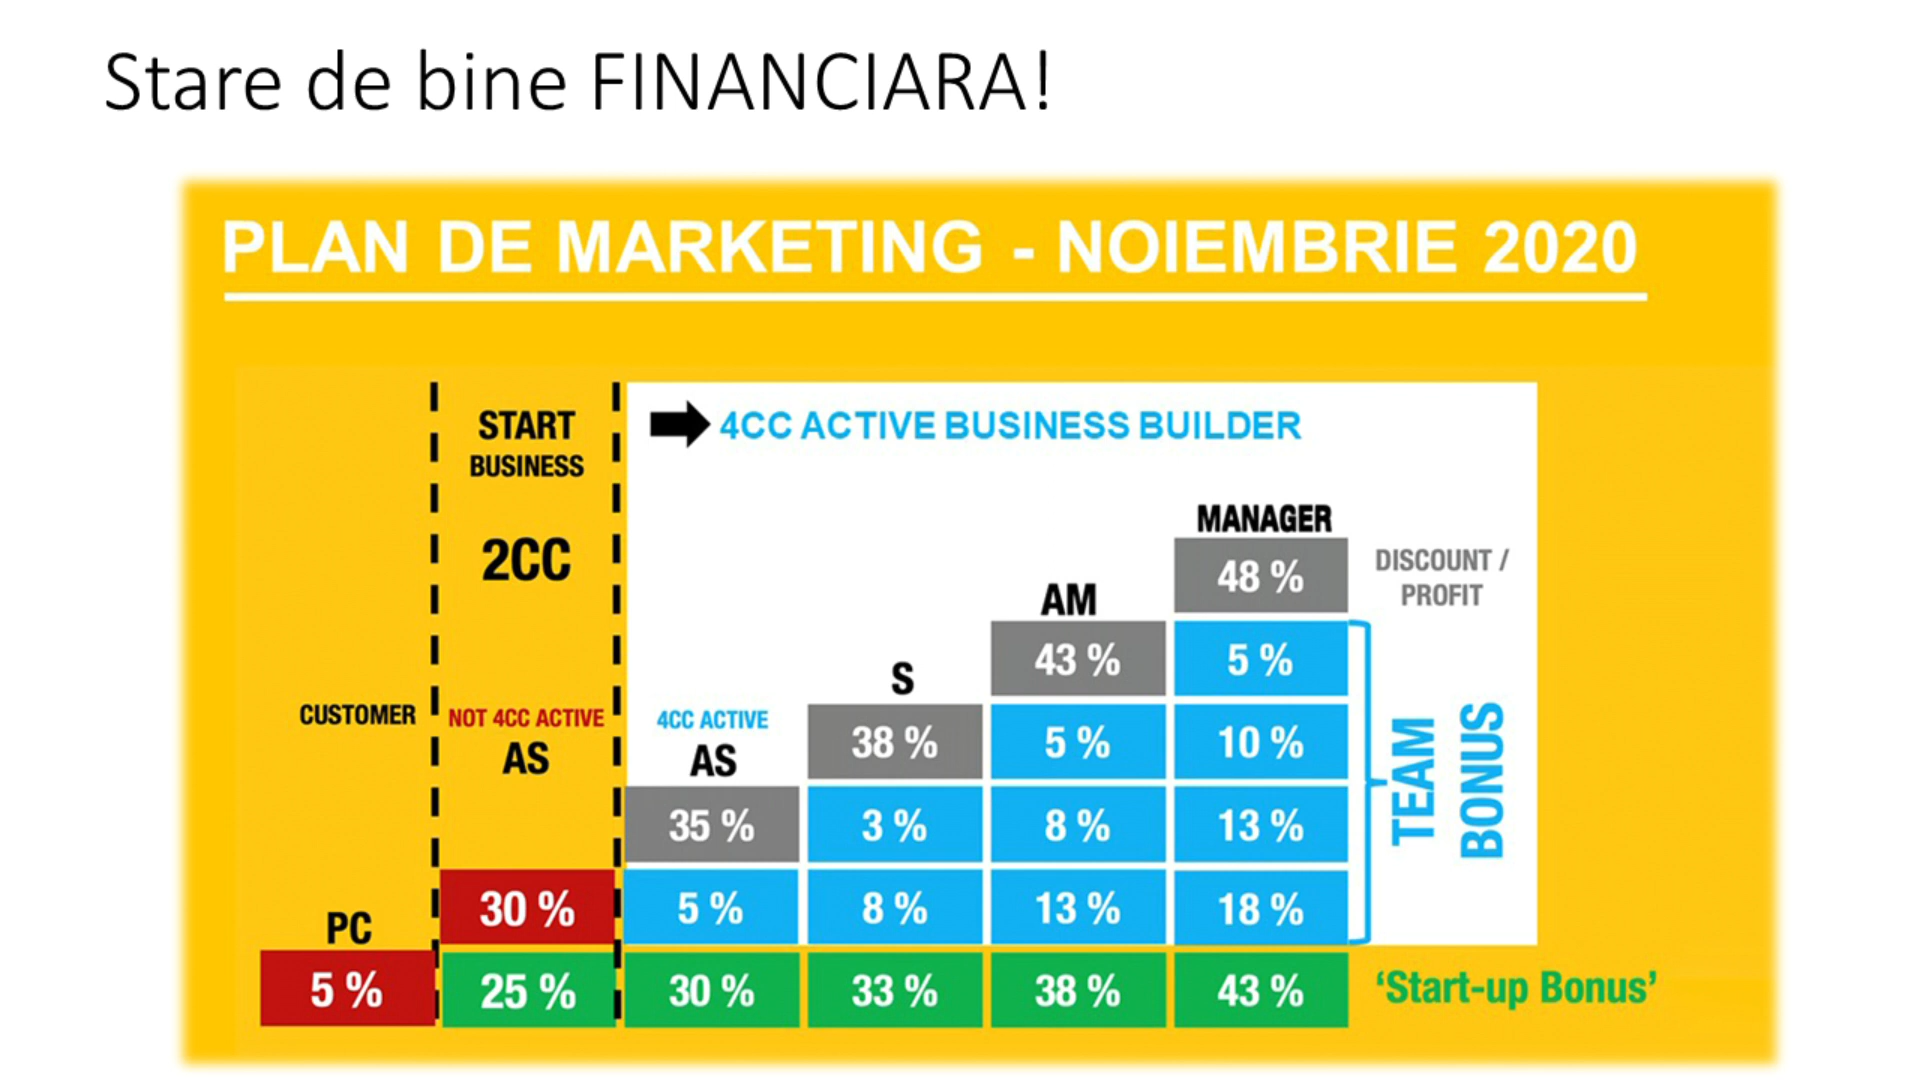 Stare de bine FINANCIARA!
PLAN DE MARKETING - NOIEMBRIE 2020
START
BUSINESS
2CC
4CC ACTIVE BUSINESS BUILDER
MANAGER
48 %
DISCOUNT /
PROFIT
AM
43 %
5 %
S
38 %
5 %
10 %
CUSTOMER
NOT 4CC ACTIVE
AS
4CC ACTIVE
AS
35 %
3 %
8 %
13 %
TEAM
BONUS
PC
30 %
5 %
8 %
13 %
18 %
5 %
25 %
30 %
33 %
38 %
43 %
‘Start-up Bonus’